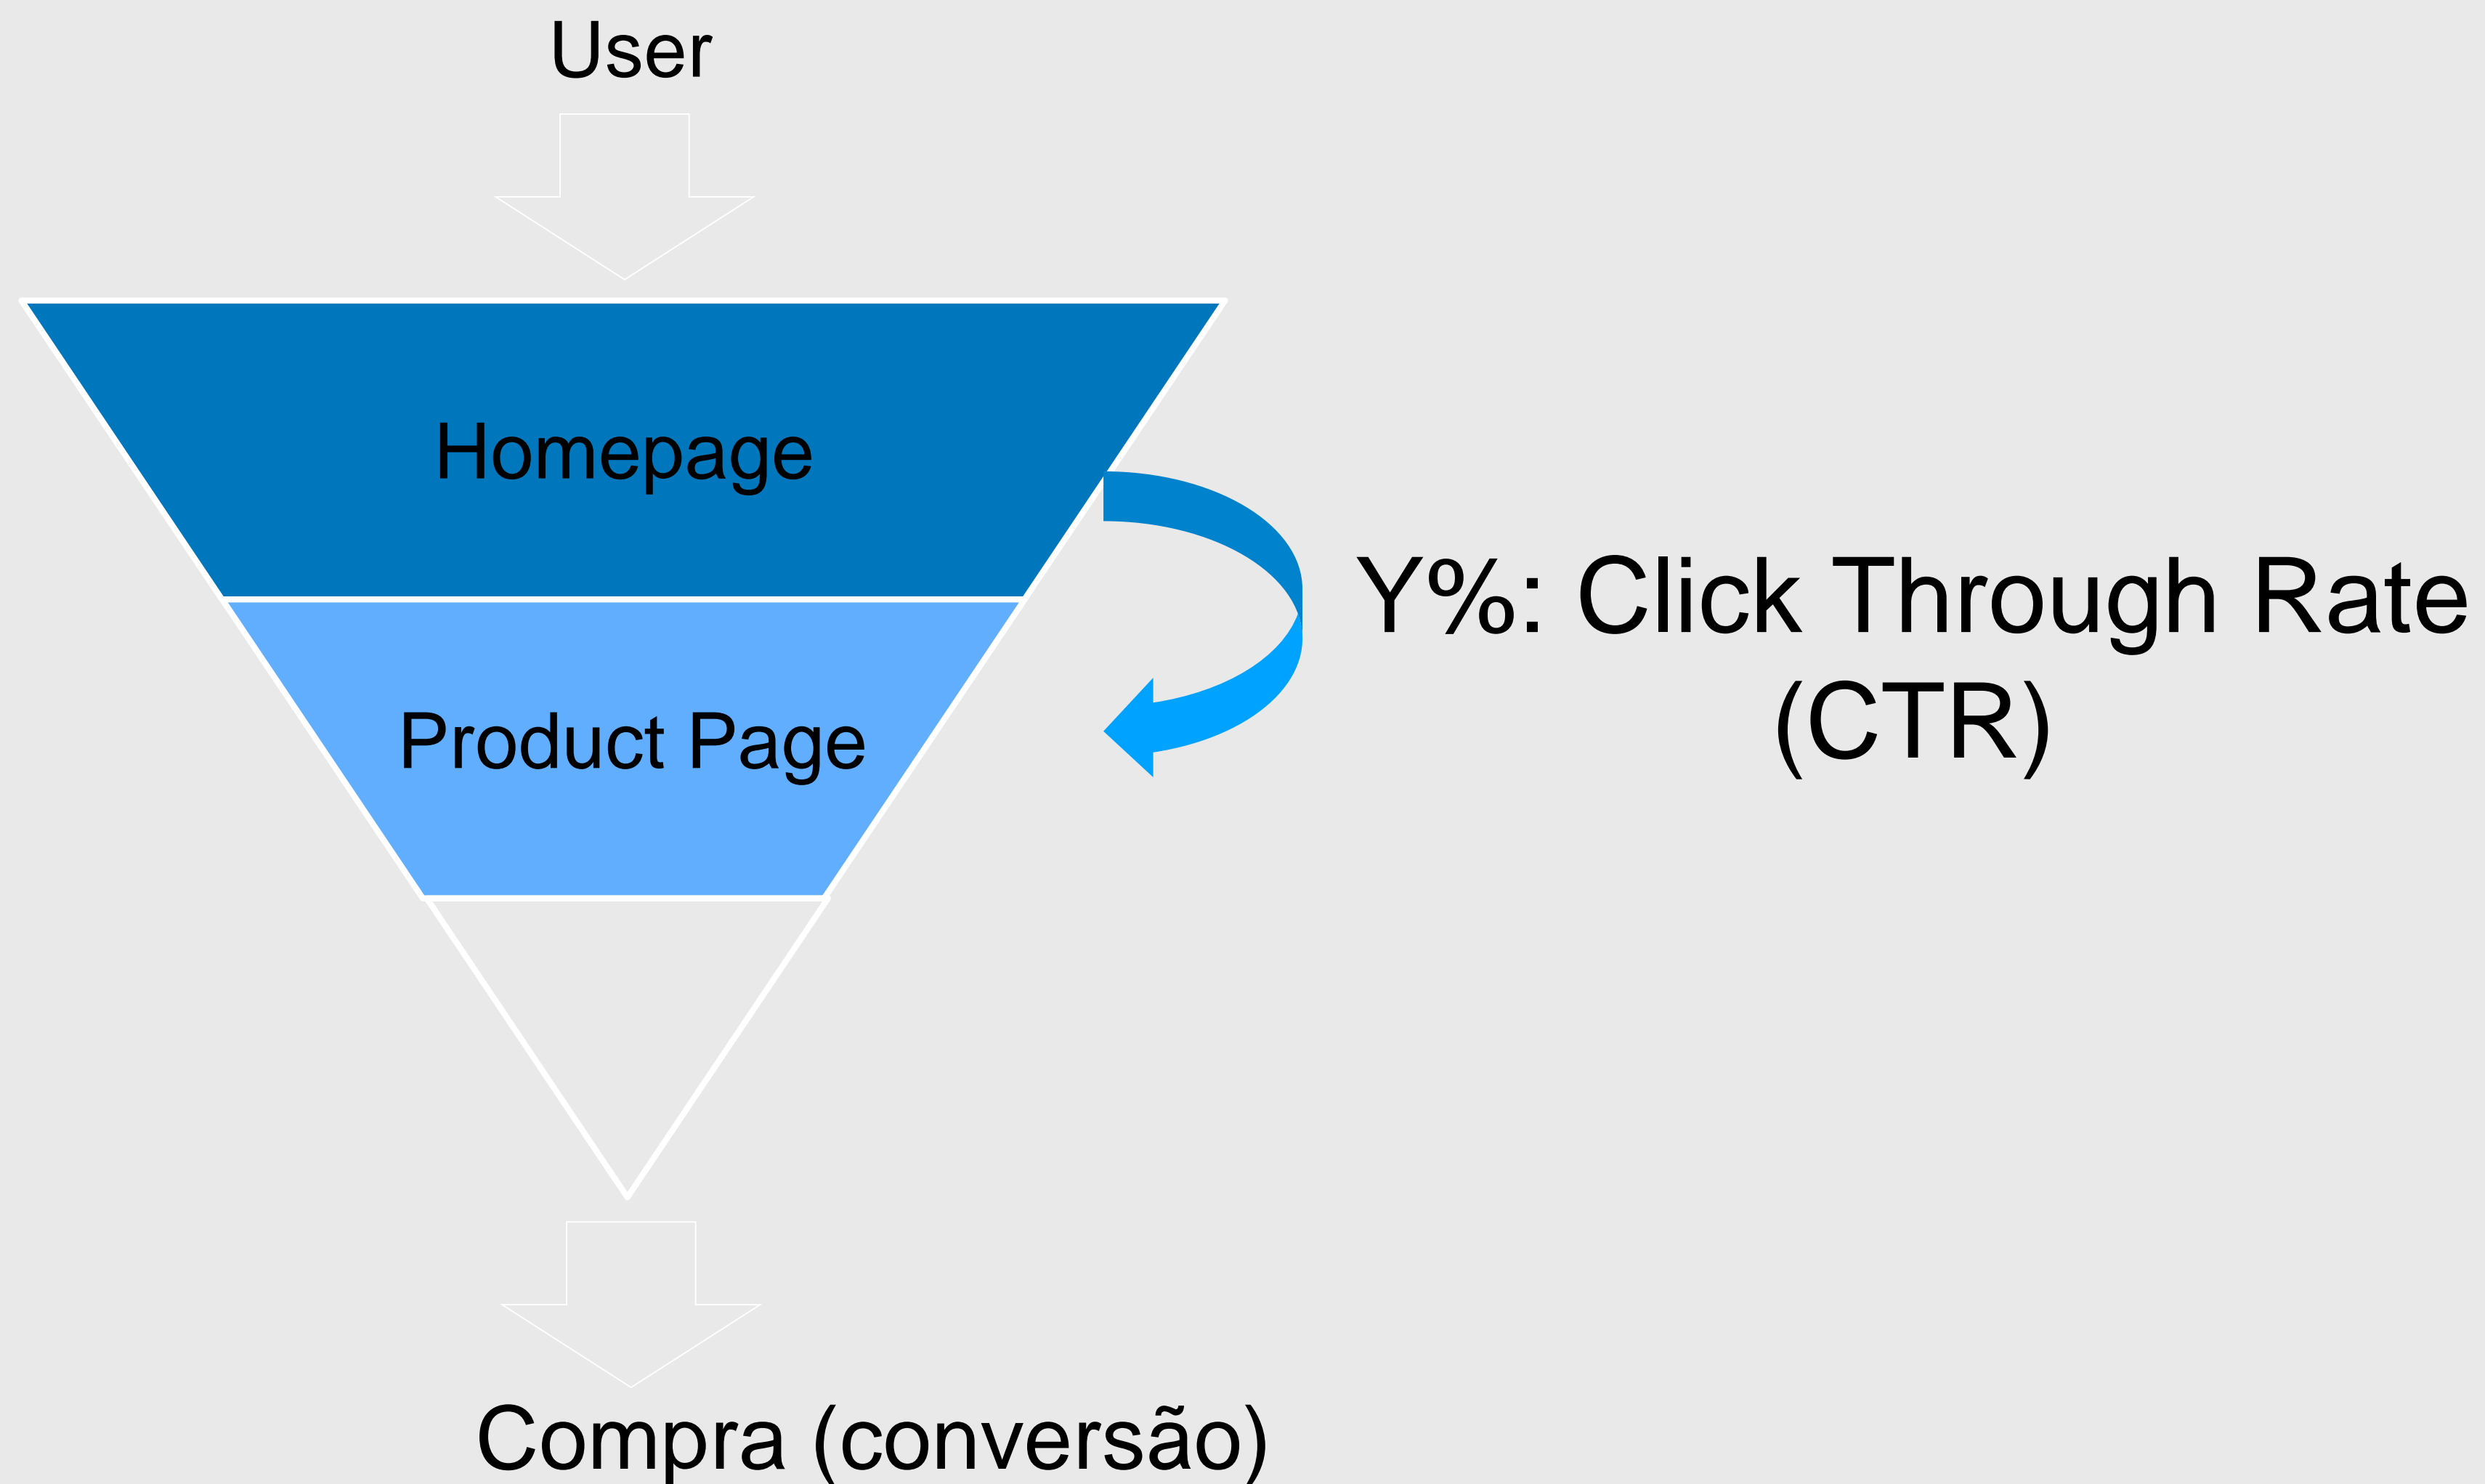 User
Homepage
Y%: Click Through Rate
(CTR)
Product Page
Compra (conversão)